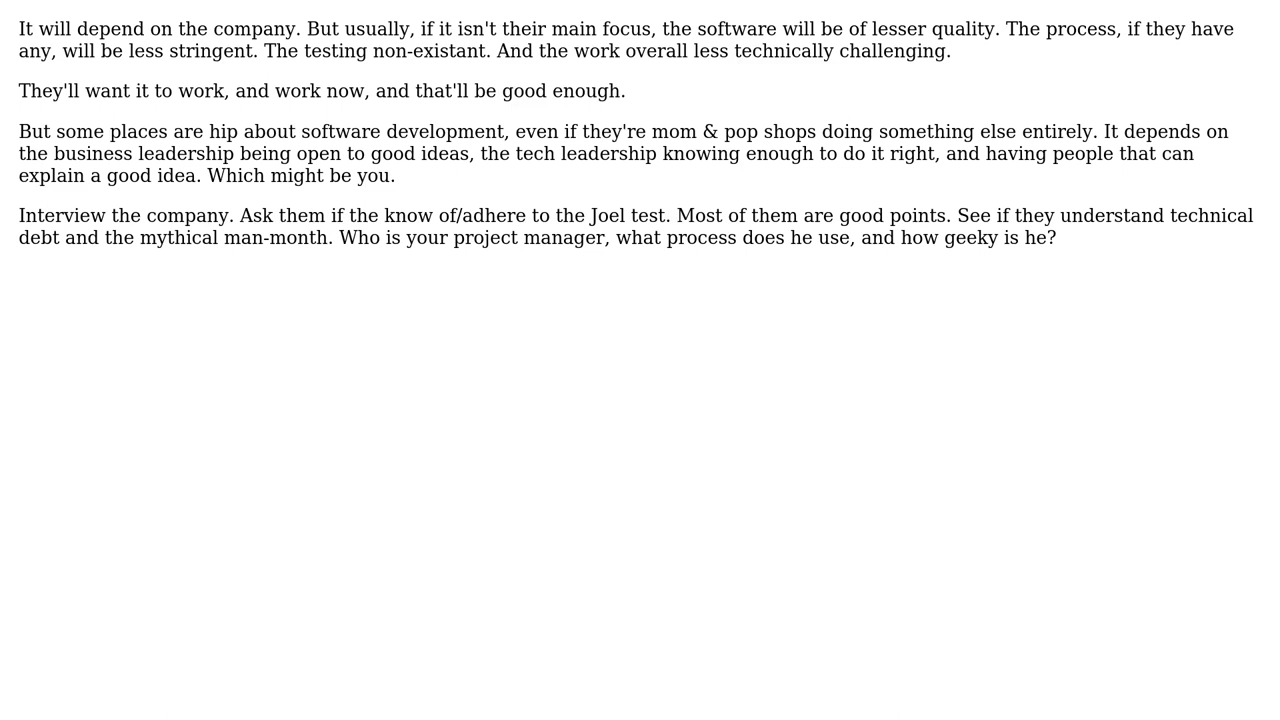 It will depend on the company. But usually, if it isn't their main focus, the software will be of lesser quality. The process, if they have
any, will be less stringent. The testing non-existant. And the work overall less technically challenging.
They'll want it to work, and work now, and that'll be good enough.
But some places are hip about software development, even if they're mom & pop shops doing something else entirely. It depends on
the business leadership being open to good ideas, the tech leadership knowing enough to do it right, and having people that can
explain a good idea. Which might be you.
Interview the company. Ask them if the know of/adhere to the Joel test. Most of them are good points. See if they understand technical
debt and the mythical man-month. Who is your project manager, what process does he use, and how geeky is he?